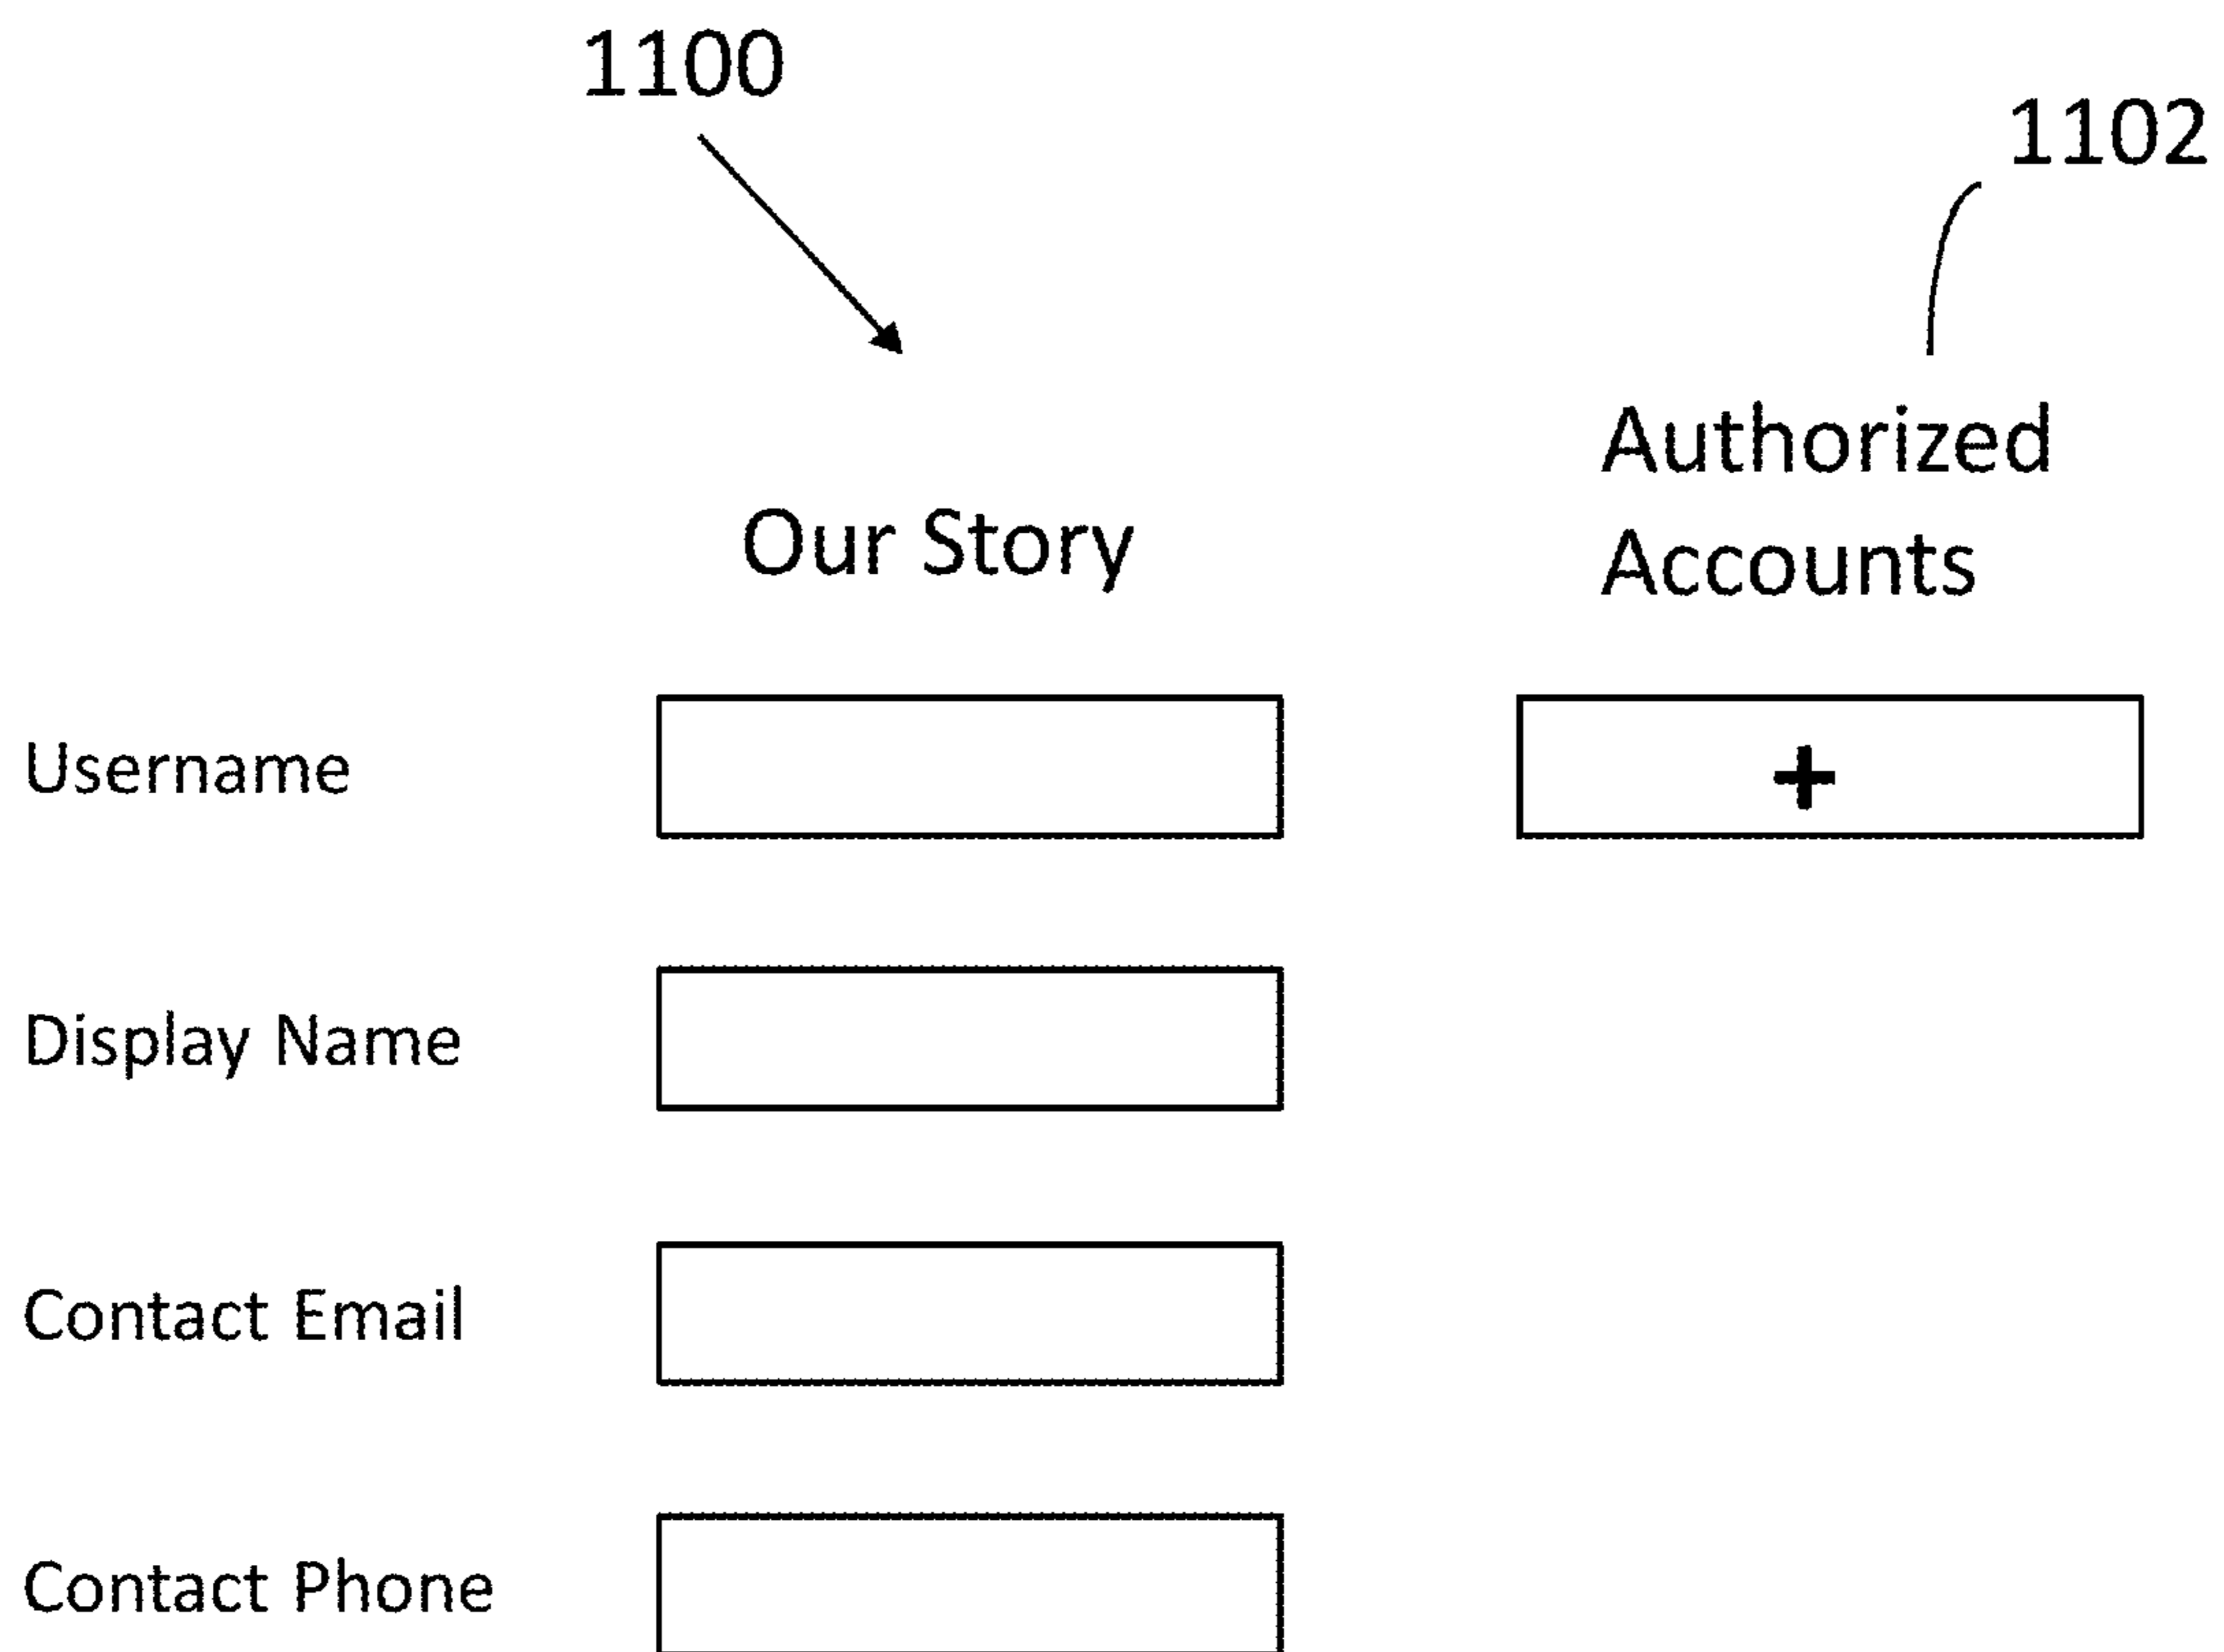 1100
1102
Authorized
Accounts
Our Story
Username
+
Display Name
Contact Email
Contact Phone